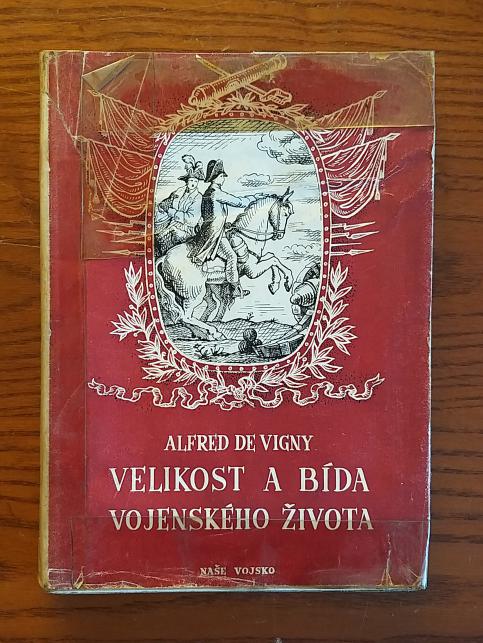 ALFRED DE VIGNY
VELIKOST A BÍDA
VOJENSKÉHO ŽIVOTA
NAŠE VOJSKO